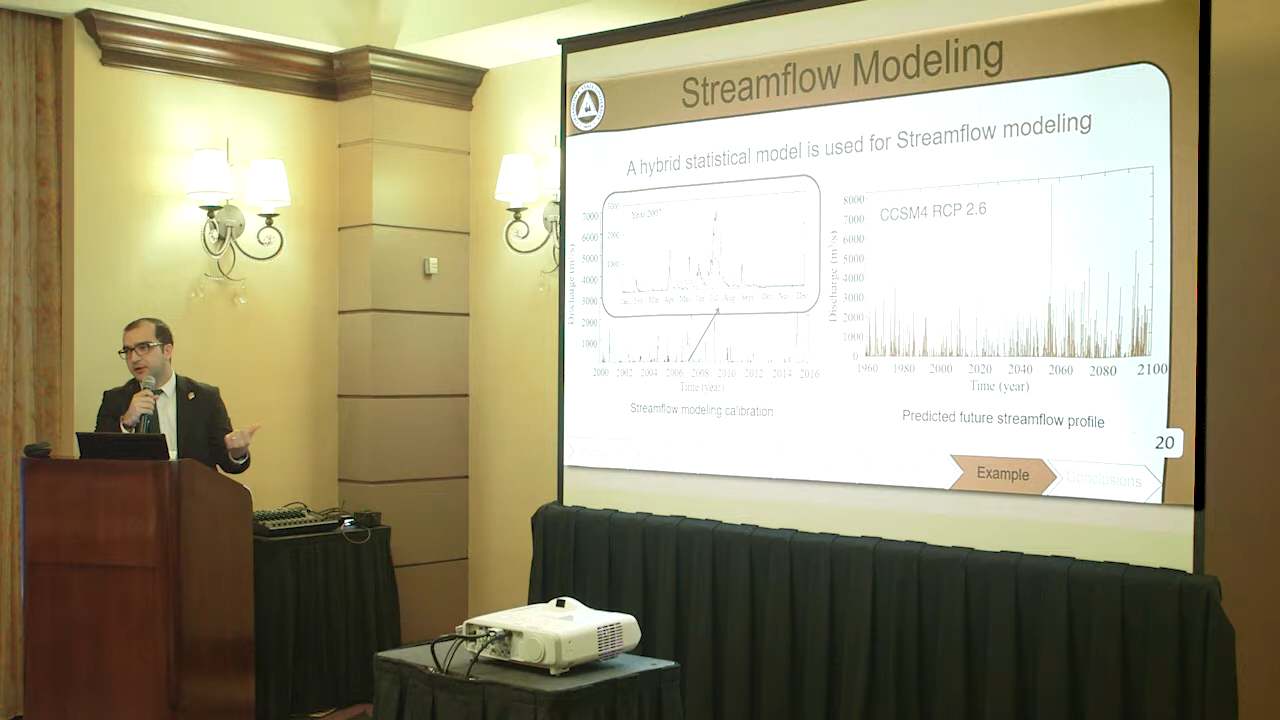 Streamflow Modeling
A hybrid statistical model is used for Streamflow modeling
Year 2007
7000
6000
5000
4000
3000
2000
1000
Discharge (m³/s)
2000 2002 2004 2006 2008 2010 2012 2014 2016
Time (year)
Streamflow modeling calibration
CCSM4 RCP 2.6
8000
7000
6000
5000
4000
3000
2000
1000
0
Discharge (m³/s)
1960 1980 2000 2020 2040 2060 2080 2100
Time (year)
Predicted future streamflow profile
20
Example
Conclusions